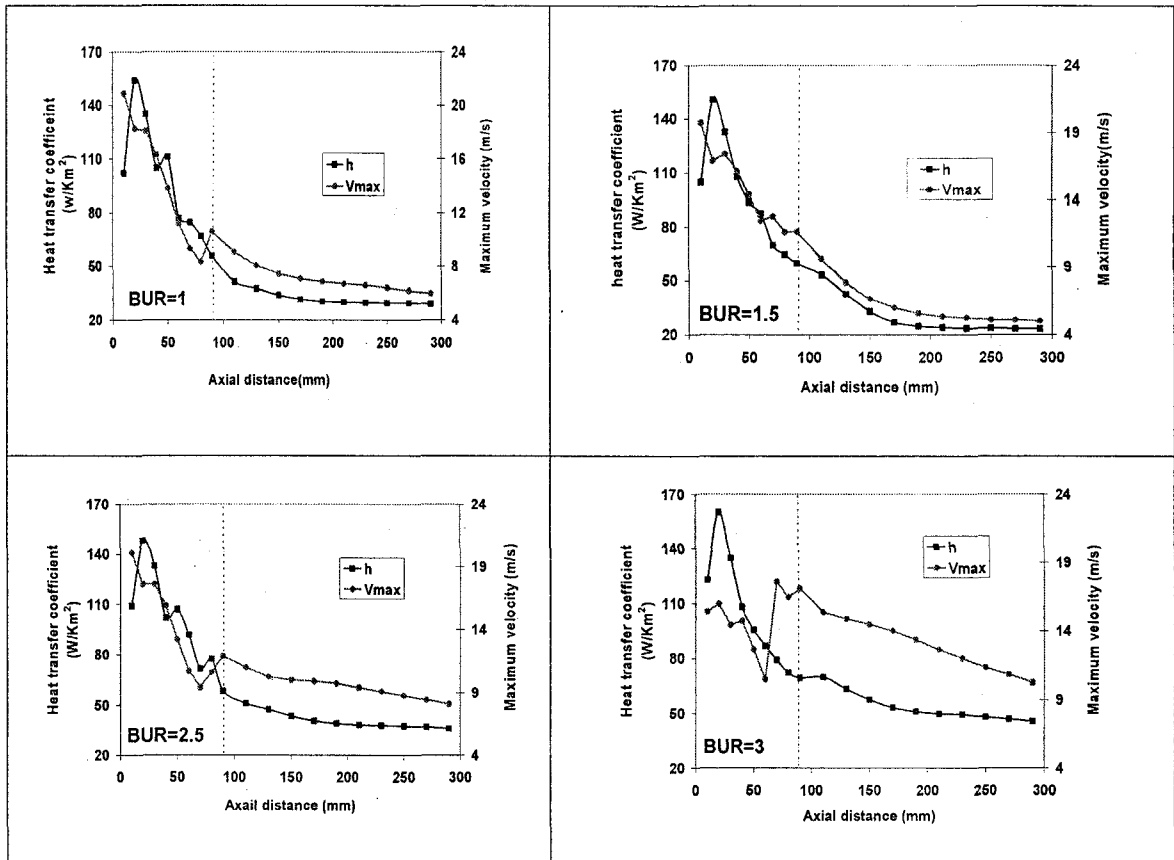 Heat transfer coefficeint
(W/Km²)
170
140
110
80
50
20
24
20
16
12
8
4
Maximum velocity (m/s)
h
Vmax
BUR=1
0 50 100 150 200 250 300
Axial distance(mm)
heat transfer coefficient
(W/Km²)
170
140
110
80
50
20
24
19
14
9
4
Maximum velocity(m/s)
h
Vmax
BUR=1.5
0 50 100 150 200 250 300
Axial distance (mm)
Heat transfer coefficient
(W/Km²)
170
140
110
80
50
20
24
19
14
9
4
Maximum velocity (m/s)
h
Vmax
BUR=2.5
0 50 100 150 200 250 300
Axail distance (mm)
Heat transfer coefficient
(W/Km²)
170
140
110
80
50
20
24
19
14
9
4
Maximum velocity (m/s)
h
Vmax
BUR=3
0 50 100 150 200 250 300
Axial distance (mm)